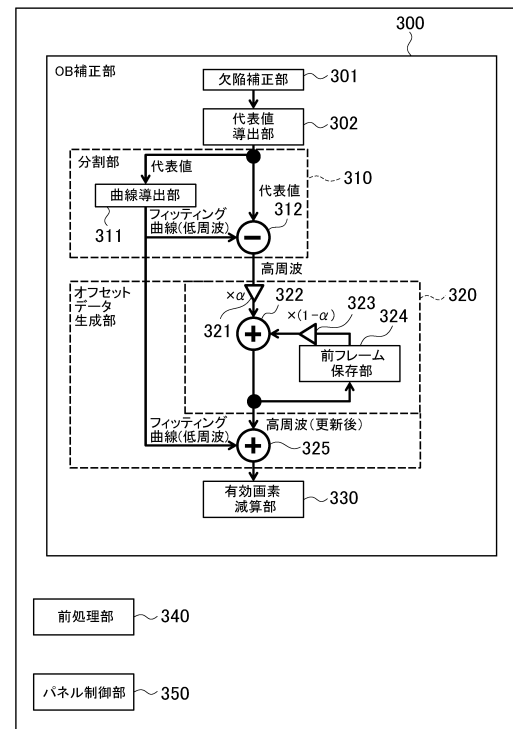 300
OB補正部
欠陥補正部
301
代表値
導出部
302
分割部
代表値
310
曲線導出部
代表値
311
312
フィッティング
曲線(低周波)
高周波
オフセット
データ
生成部
×α
322
320
321
×(1-α)
323
324
前フレーム
保存部
フィッティング
曲線(低周波)
高周波(更新後)
325
有効画素
減算部
330
前処理部
340
パネル制御部
350